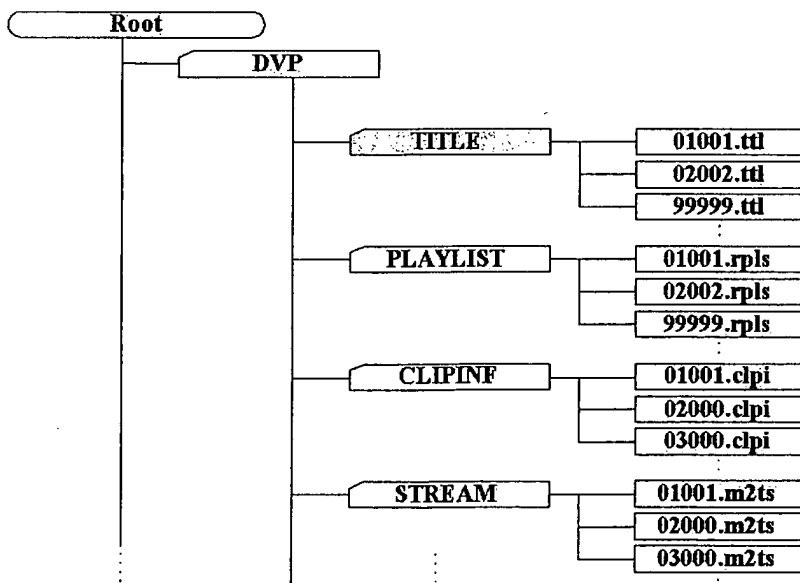 Root
DVP
TITLE
01001.ttl
02002.ttl
99999.ttl
PLAYLIST
01001.rpls
02002.rpls
99999.rpls
CLIPINF
01001.clpi
02000.clpi
03000.clpi
STREAM
01001.m2ts
02000.m2ts
03000.m2ts